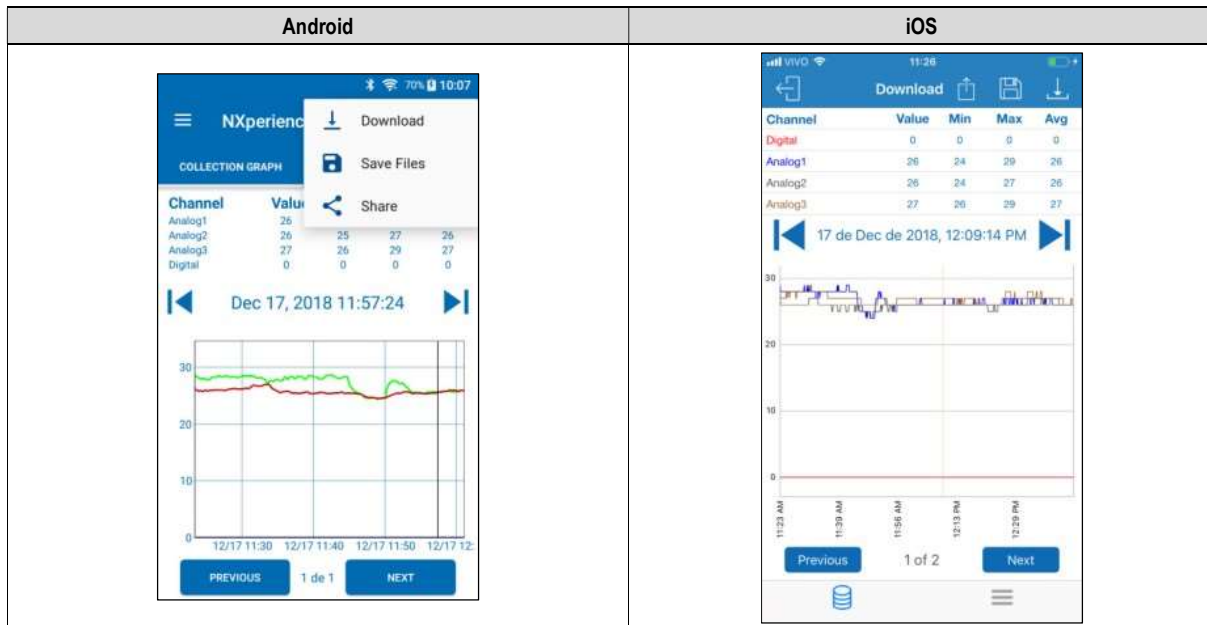 Android
iOS
70% 10:07
NXperienc
Download
Save Files
Share
COLLECTION GRAPH
Channel Valu
Analog1 26
Analog2 26 25 27 26
Analog3 27 26 29 27
Digital 0 0 0 0
Dec 17, 2018 11:57:24
30
20
10
0
12/17 11:30 12/17 11:40 12/17 11:50 12/17 12:
PREVIOUS 1 de 1 NEXT
VIVO 11:26
Download
Channel Value Min Max Avg
Digital 0 0 0 0
Analog1 26 24 29 26
Analog2 26 24 27 26
Analog3 27 26 29 27
17 de Dec de 2018, 12:09:14 PM
30
20
10
0
11:23 AM 11:39 AM 11:56 AM 12:13 PM 12:29 PM
Previous 1 of 2 Next